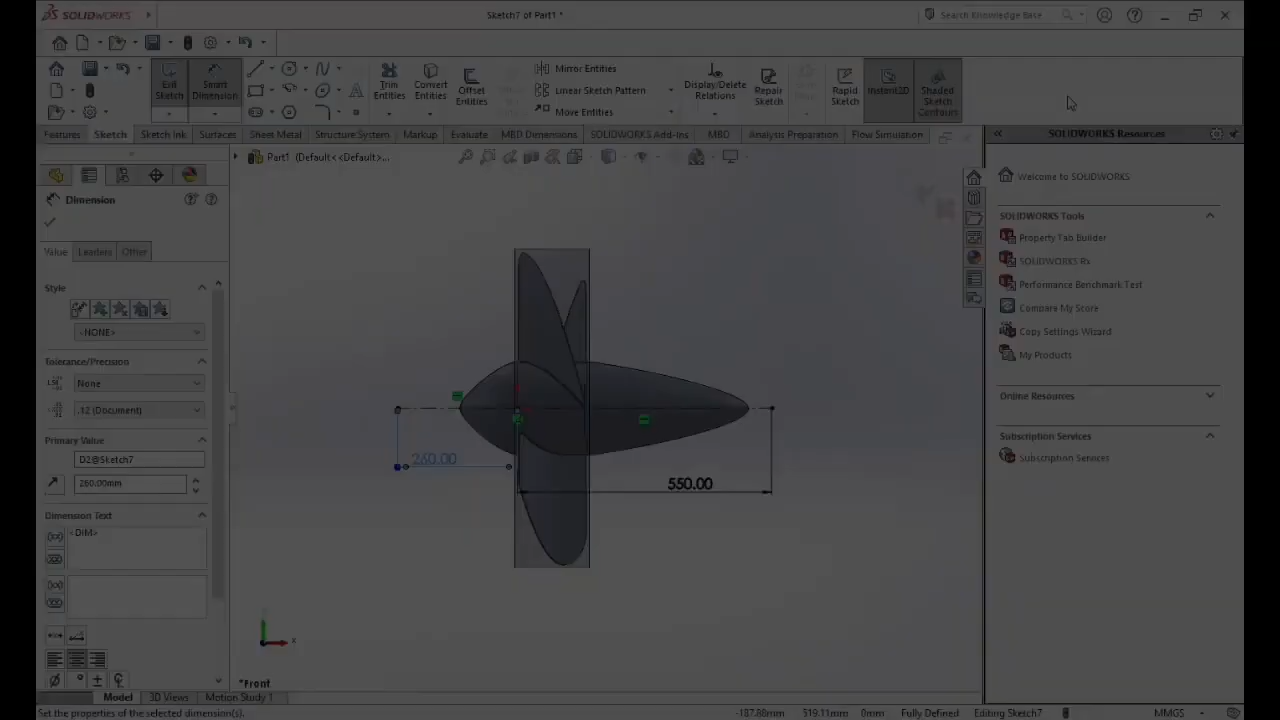 SOLIDWORKS
Sketch7 of Part1 *
Search Knowledge Base
Exit Sketch
Smart Dimension
Trim Entities
Convert Entities
Offset Entities
Mirror Entities
Linear Sketch Pattern
Move Entities
Display/Delete Relations
Repair Sketch
Rapid Sketch
Instant2D
Shaded Sketch Contours
Features
Sketch
Sketch Ink
Surfaces
Sheet Metal
Structure System
Markup
Evaluate
MBD Dimensions
SOLIDWORKS Add-Ins
MBD
Analysis Preparation
Flow Simulation
SOLIDWORKS Resources
Part1 (Default<<Default>...
Dimension
Value
Leaders
Other
Style
<NONE>
Tolerance/Precision
None
.12 (Document)
Primary Value
D2@Sketch7
260.00mm
Dimension Text
<DIM>
260.00
550.00
x
*Front
Welcome to SOLIDWORKS
SOLIDWORKS Tools
Property Tab Builder
SOLIDWORKS Rx
Performance Benchmark Test
Compare My Score
Copy Settings Wizard
My Products
Online Resources
Subscription Services
Subscription Services
Model
3D Views
Motion Study 1
Set the properties of the selected dimension(s).
-187.88mm
519.11mm
0mm
Fully Defined
Editing Sketch7
MMGS